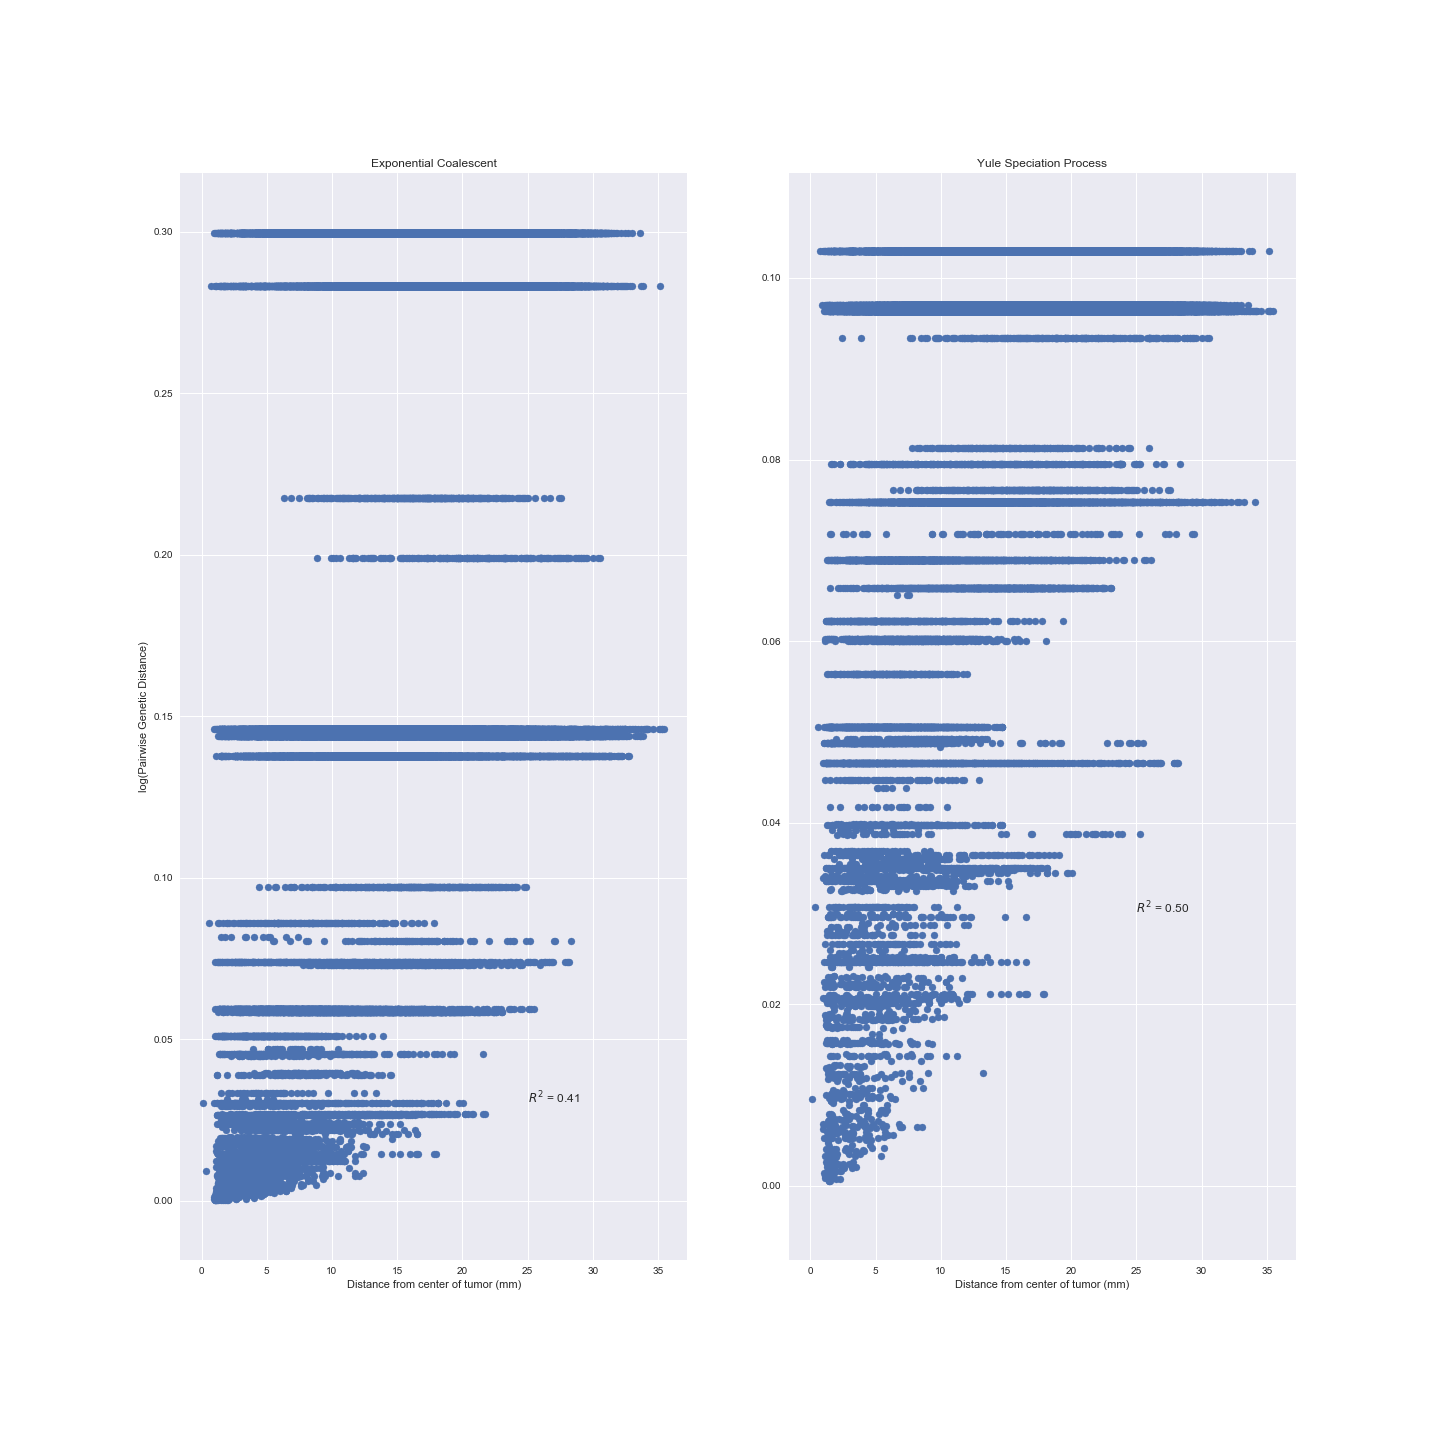 Exponential Coalescent
0.30
0.25
0.20
0.15
0.10
0.05
0.00
log(Pairwise Genetic Distance)
R² = 0.41
0 5 10 15 20 25 30 35
Distance from center of tumor (mm)
Yule Speciation Process
0.10
0.08
0.06
0.04
0.02
0.00
R² = 0.50
0 5 10 15 20 25 30 35
Distance from center of tumor (mm)